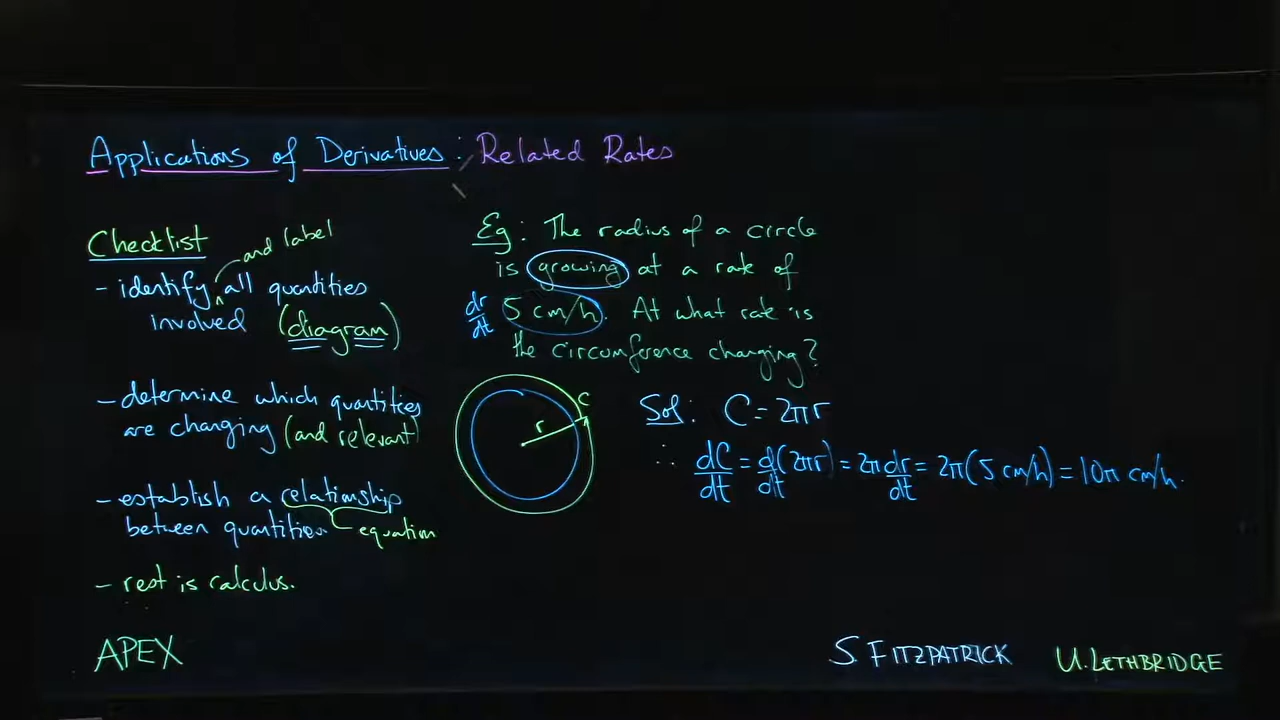 Applications of Derivatives: Related Rates
Checklist
and label
- identify all quantities
involved (diagram)
- determine which quantities
are changing (and relevant)
- establish a relationship
between quantities
equation
- rest is calculus.
Eg: The radius of a circle
is growing at a rate of
dr/dt 5 cm/h. At what rate is
the circumference changing?
C
r
Sol: C = 2πr
∴ dC/dt = d/dt(2πr) = 2π dr/dt = 2π(5 cm/h) = 10π cm/h.
APEX
S. FITZPATRICK U. LETHBRIDGE